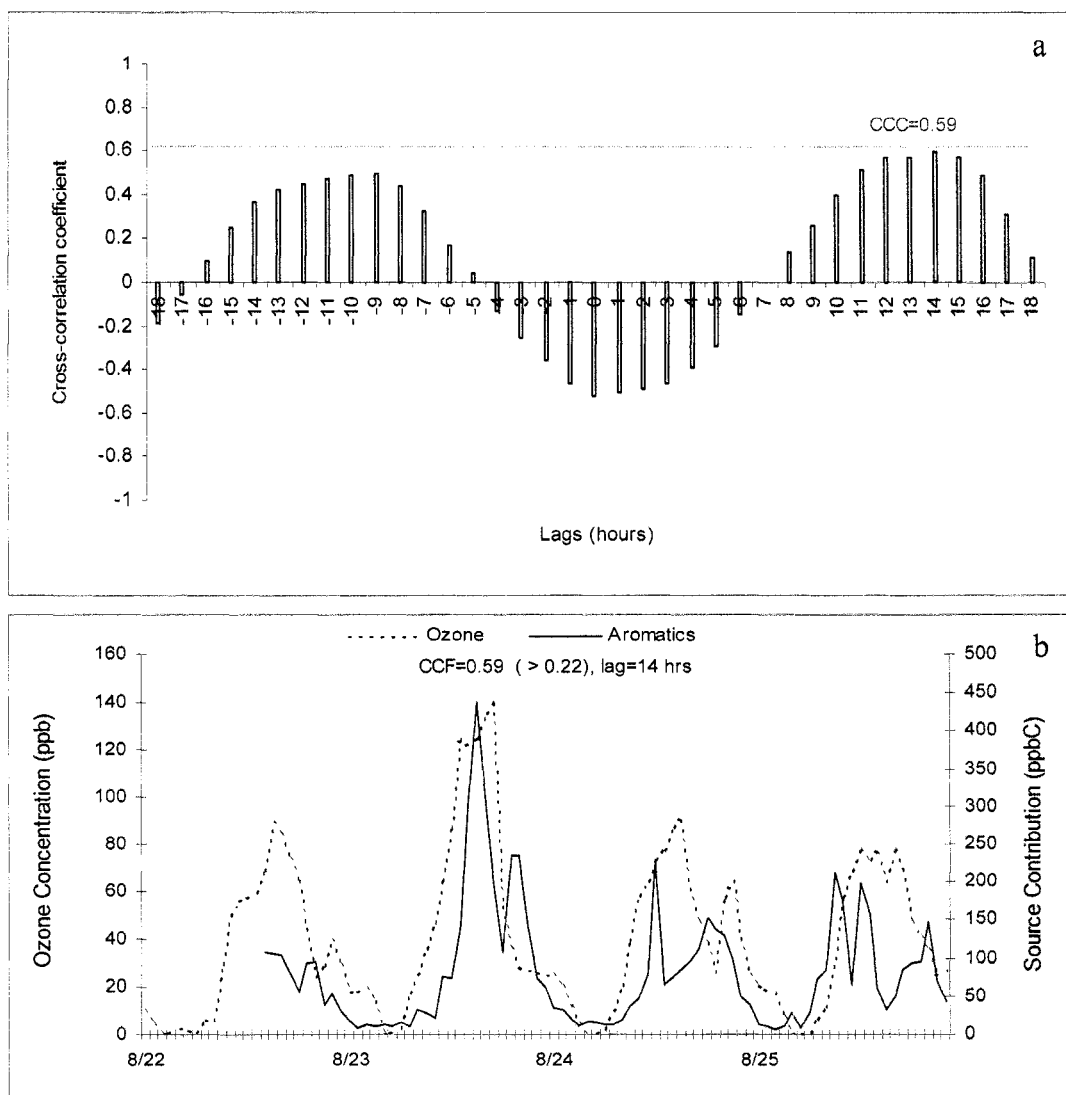 a
1
0.8
0.6
0.4
0.2
0
-0.2
-0.4
-0.6
-0.8
-1
Cross-correlation coefficient
CCC=0.59
-18 -17 -16 -15 -14 -13 -12 -11 -10 -9 -8 -7 -6 -5 -4 -3 -2 -1 0 1 2 3 4 5 6 7 8 9 10 11 12 13 14 15 16 17 18
Lags (hours)
b
Ozone Aromatics
CCF=0.59 ( > 0.22), lag=14 hrs
160
140
120
100
80
60
40
20
0
Ozone Concentration (ppb)
500
450
400
350
300
250
200
150
100
50
0
Source Contribution (ppbC)
8/22 8/23 8/24 8/25